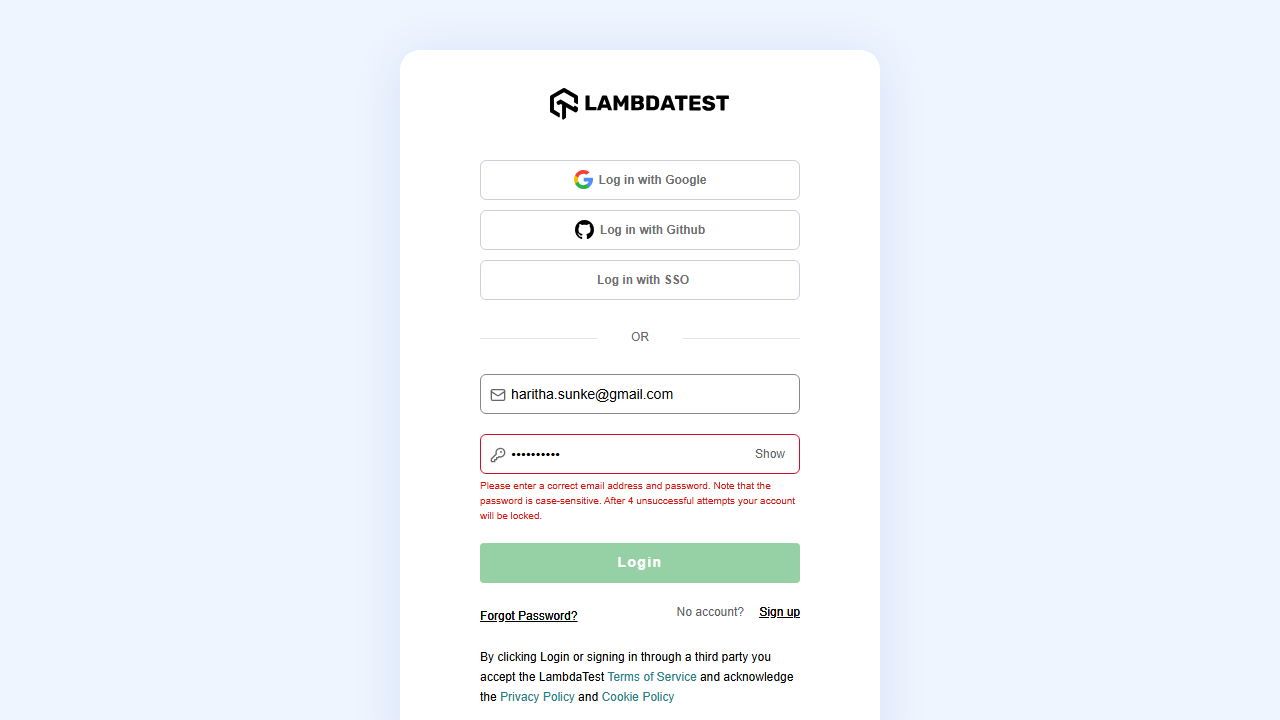 LAMBDATEST
Log in with Google
Log in with Github
Log in with SSO
OR
haritha.sunke@gmail.com
••••••••••
Show
Please enter a correct email address and password. Note that the
password is case-sensitive. After 4 unsuccessful attempts your account
will be locked.
Login
Forgot Password?
No account? Sign up
By clicking Login or signing in through a third party you
accept the LambdaTest Terms of Service and acknowledge
the Privacy Policy and Cookie Policy